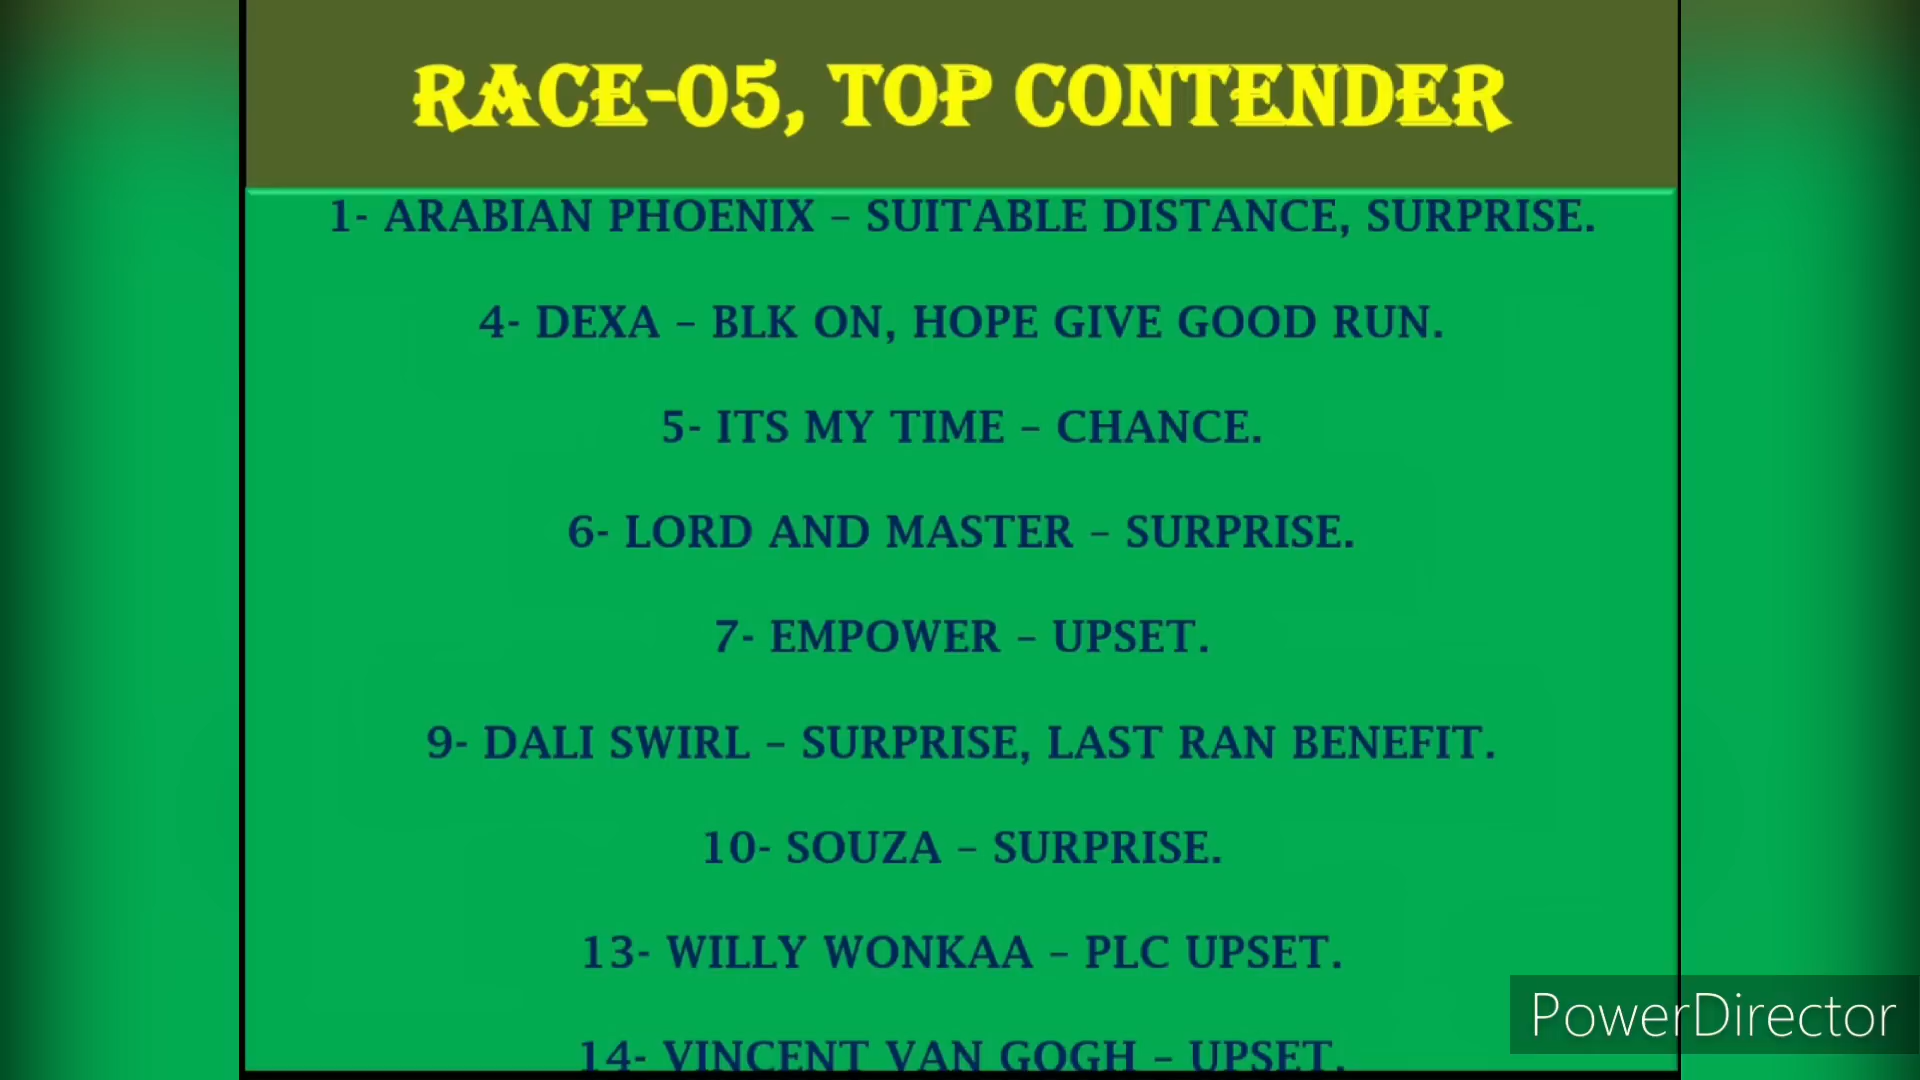 RACE-05, TOP CONTENDER
1- ARABIAN PHOENIX – SUITABLE DISTANCE, SURPRISE.
4- DEXA – BLK ON, HOPE GIVE GOOD RUN.
5- ITS MY TIME – CHANCE.
6- LORD AND MASTER – SURPRISE.
7- EMPOWER – UPSET.
9- DALI SWIRL – SURPRISE, LAST RAN BENEFIT.
10- SOUZA – SURPRISE.
13- WILLY WONKAA – PLC UPSET.
14- VINCENT VAN GOGH – UPSET.
PowerDirector